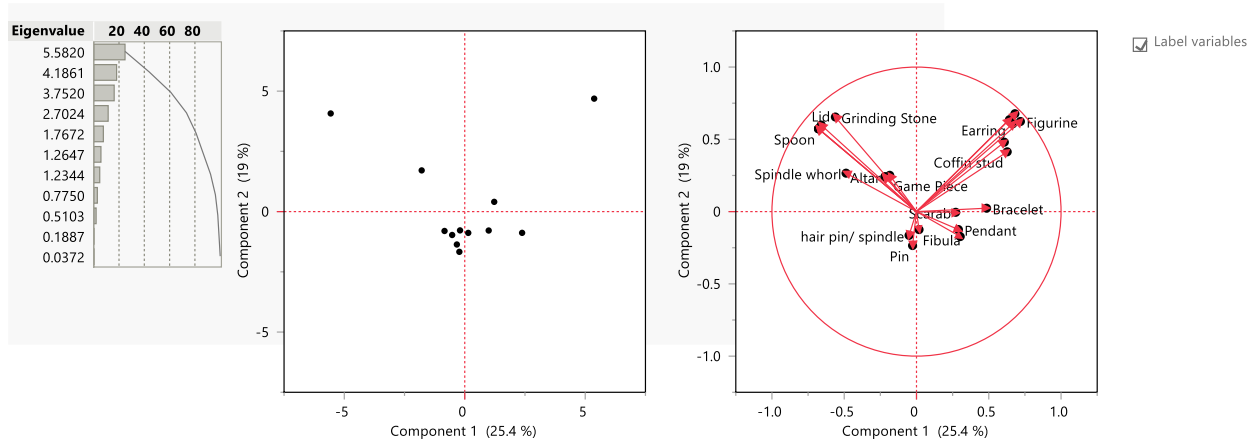 Eigenvalue 20 40 60 80
5.5820
4.1861
3.7520
2.7024
1.7672
1.2647
1.2344
0.7750
0.5103
0.1887
0.0372
Component 2 (19 %)
5
0
-5
-5 0 5
Component 1 (25.4 %)
Component 2 (19 %)
1.0
0.5
0
-0.5
-1.0
Lid
Grinding Stone
Spoon
Spindle whorl
Altar
Game Piece
Earring
Figurine
Coffin stud
Scarab
Bracelet
hair pin/ spindle
Fibula
Pendant
Pin
-1.0 -0.5 0 0.5 1.0
Component 1 (25.4 %)
Label variables